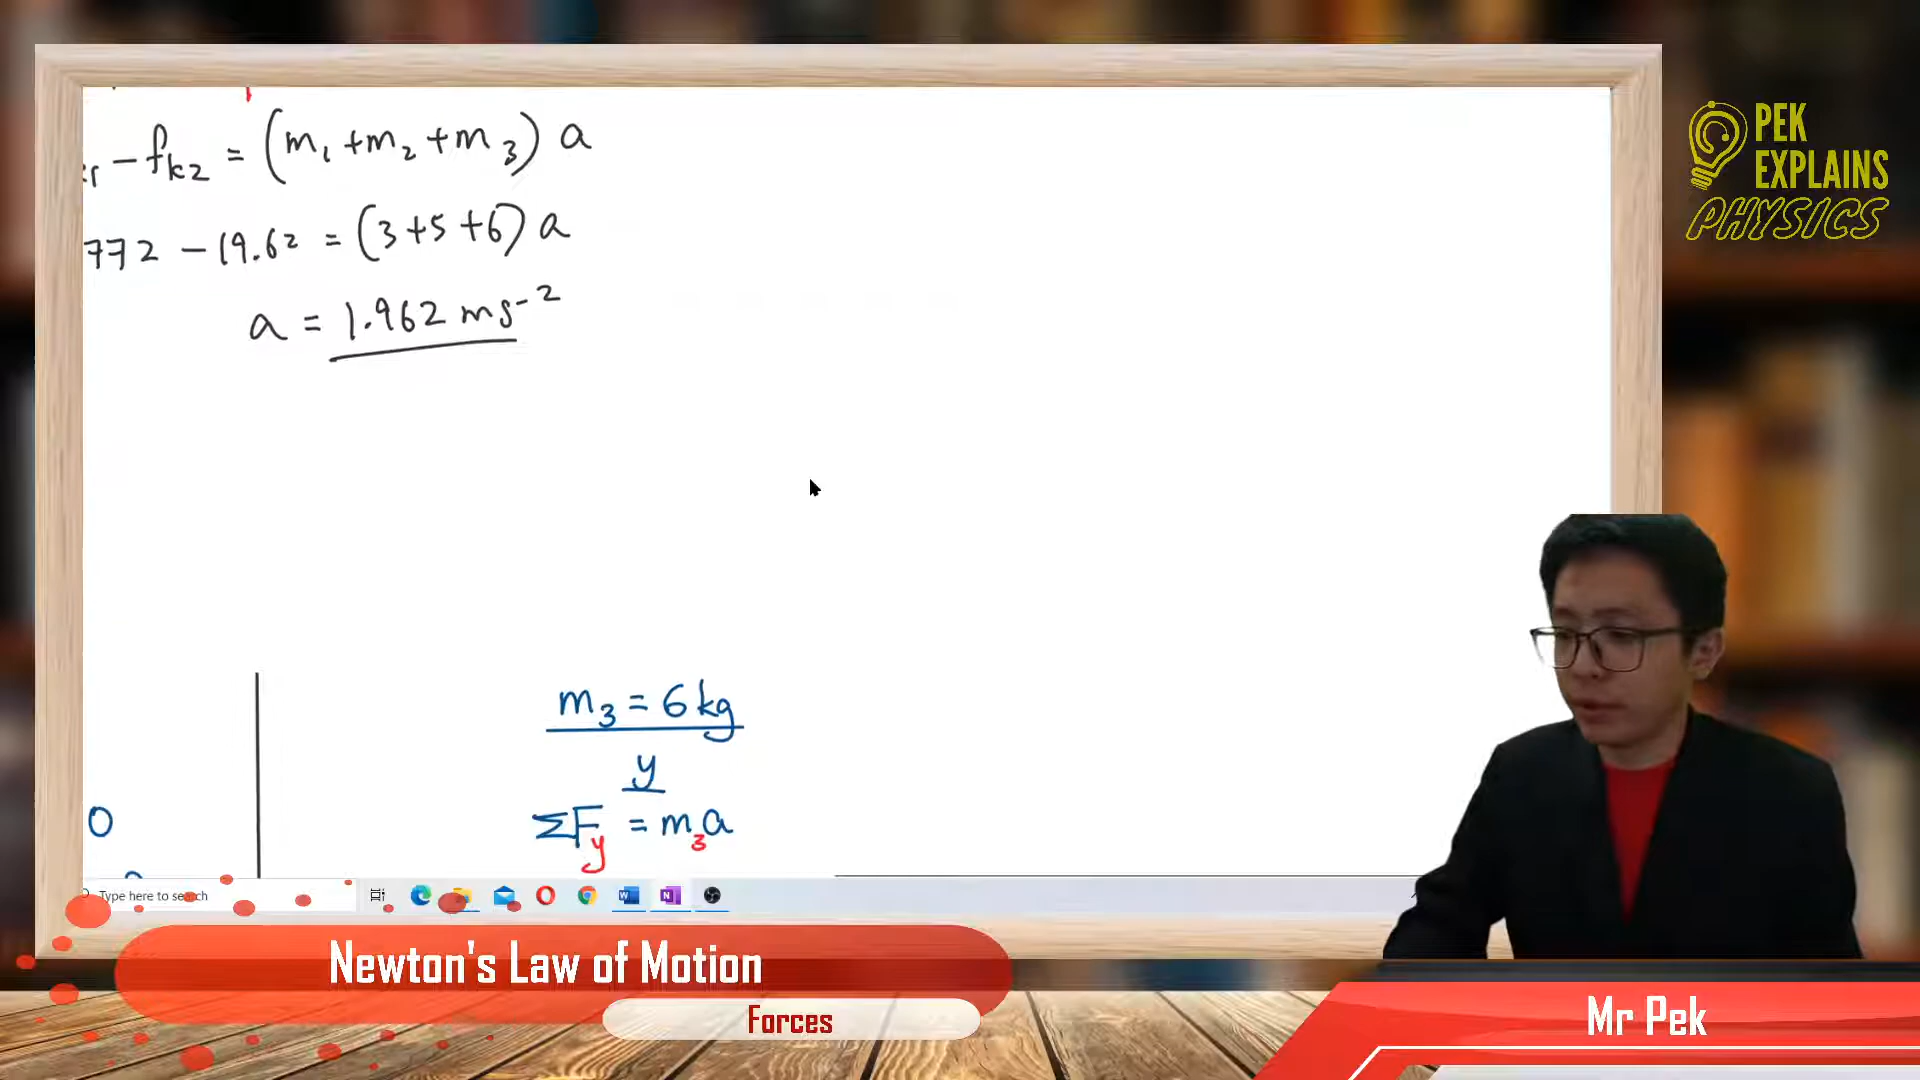 - fk2 = (m1 + m2 + m3) a
772 - 19.62 = (3+5+6) a
a = 1.962 ms-2
m3 = 6 kg
y
ΣFy = m3a
0
Type here to search
PEK
EXPLAINS
PHYSICS
Newton's Law of Motion
Forces
Mr Pek